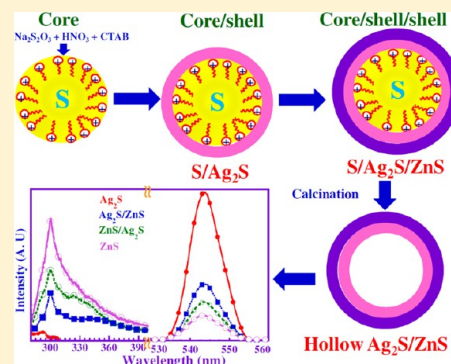 Core
Core/shell
Core/shell/shell
Na₂S₂O₃ + HNO₃ + CTAB
S
S
S
S/Ag₂S
S/Ag₂S/ZnS
Calcination
Hollow Ag₂S/ZnS
Intensity (A. U)
Ag₂S
Ag₂S/ZnS
ZnS/Ag₂S
ZnS
300 330 360 390 530 540 550 560
Wavelength (nm)